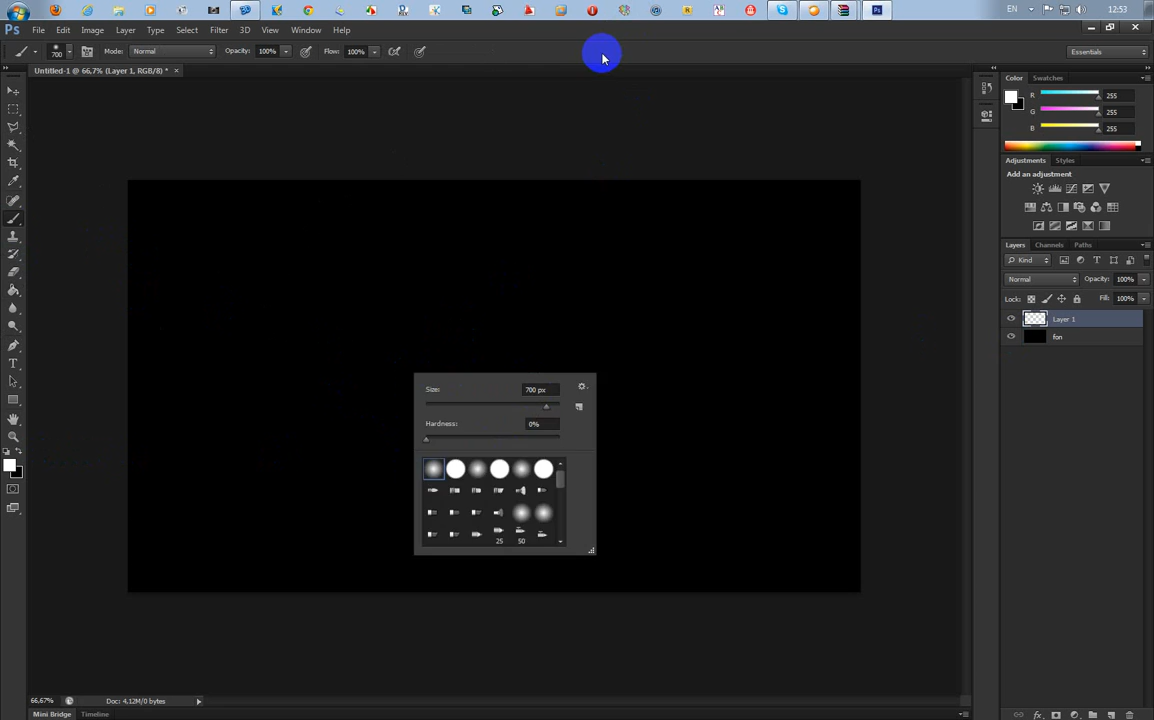 EN 12:53
Ps File Edit Image Layer Type Select Filter 3D View Window Help
700 Mode: Normal Opacity: 100% Flow: 100% Essentials
Untitled-1 @ 66,7% (Layer 1, RGB/8) * ×
Color Swatches
R 255
G 255
B 255
Adjustments Styles
Add an adjustment
Layers Channels Paths
Kind
Normal Opacity: 100%
Lock: Fill: 100%
Layer 1
fon
Size: 700 px
Hardness: 0%
25 50
66,67% Doc: 4,12M/0 bytes
Mini Bridge Timeline